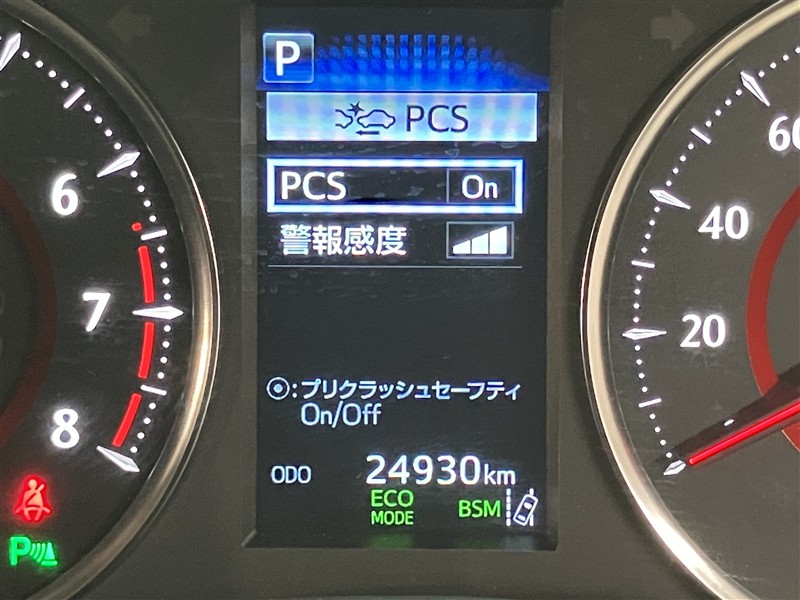 P
PCS
PCS On
警報感度
◉:プリクラッシュセーフティ
On/Off
ODO 24930km
ECO
MODE
BSM
6
7
8
P
60
40
20